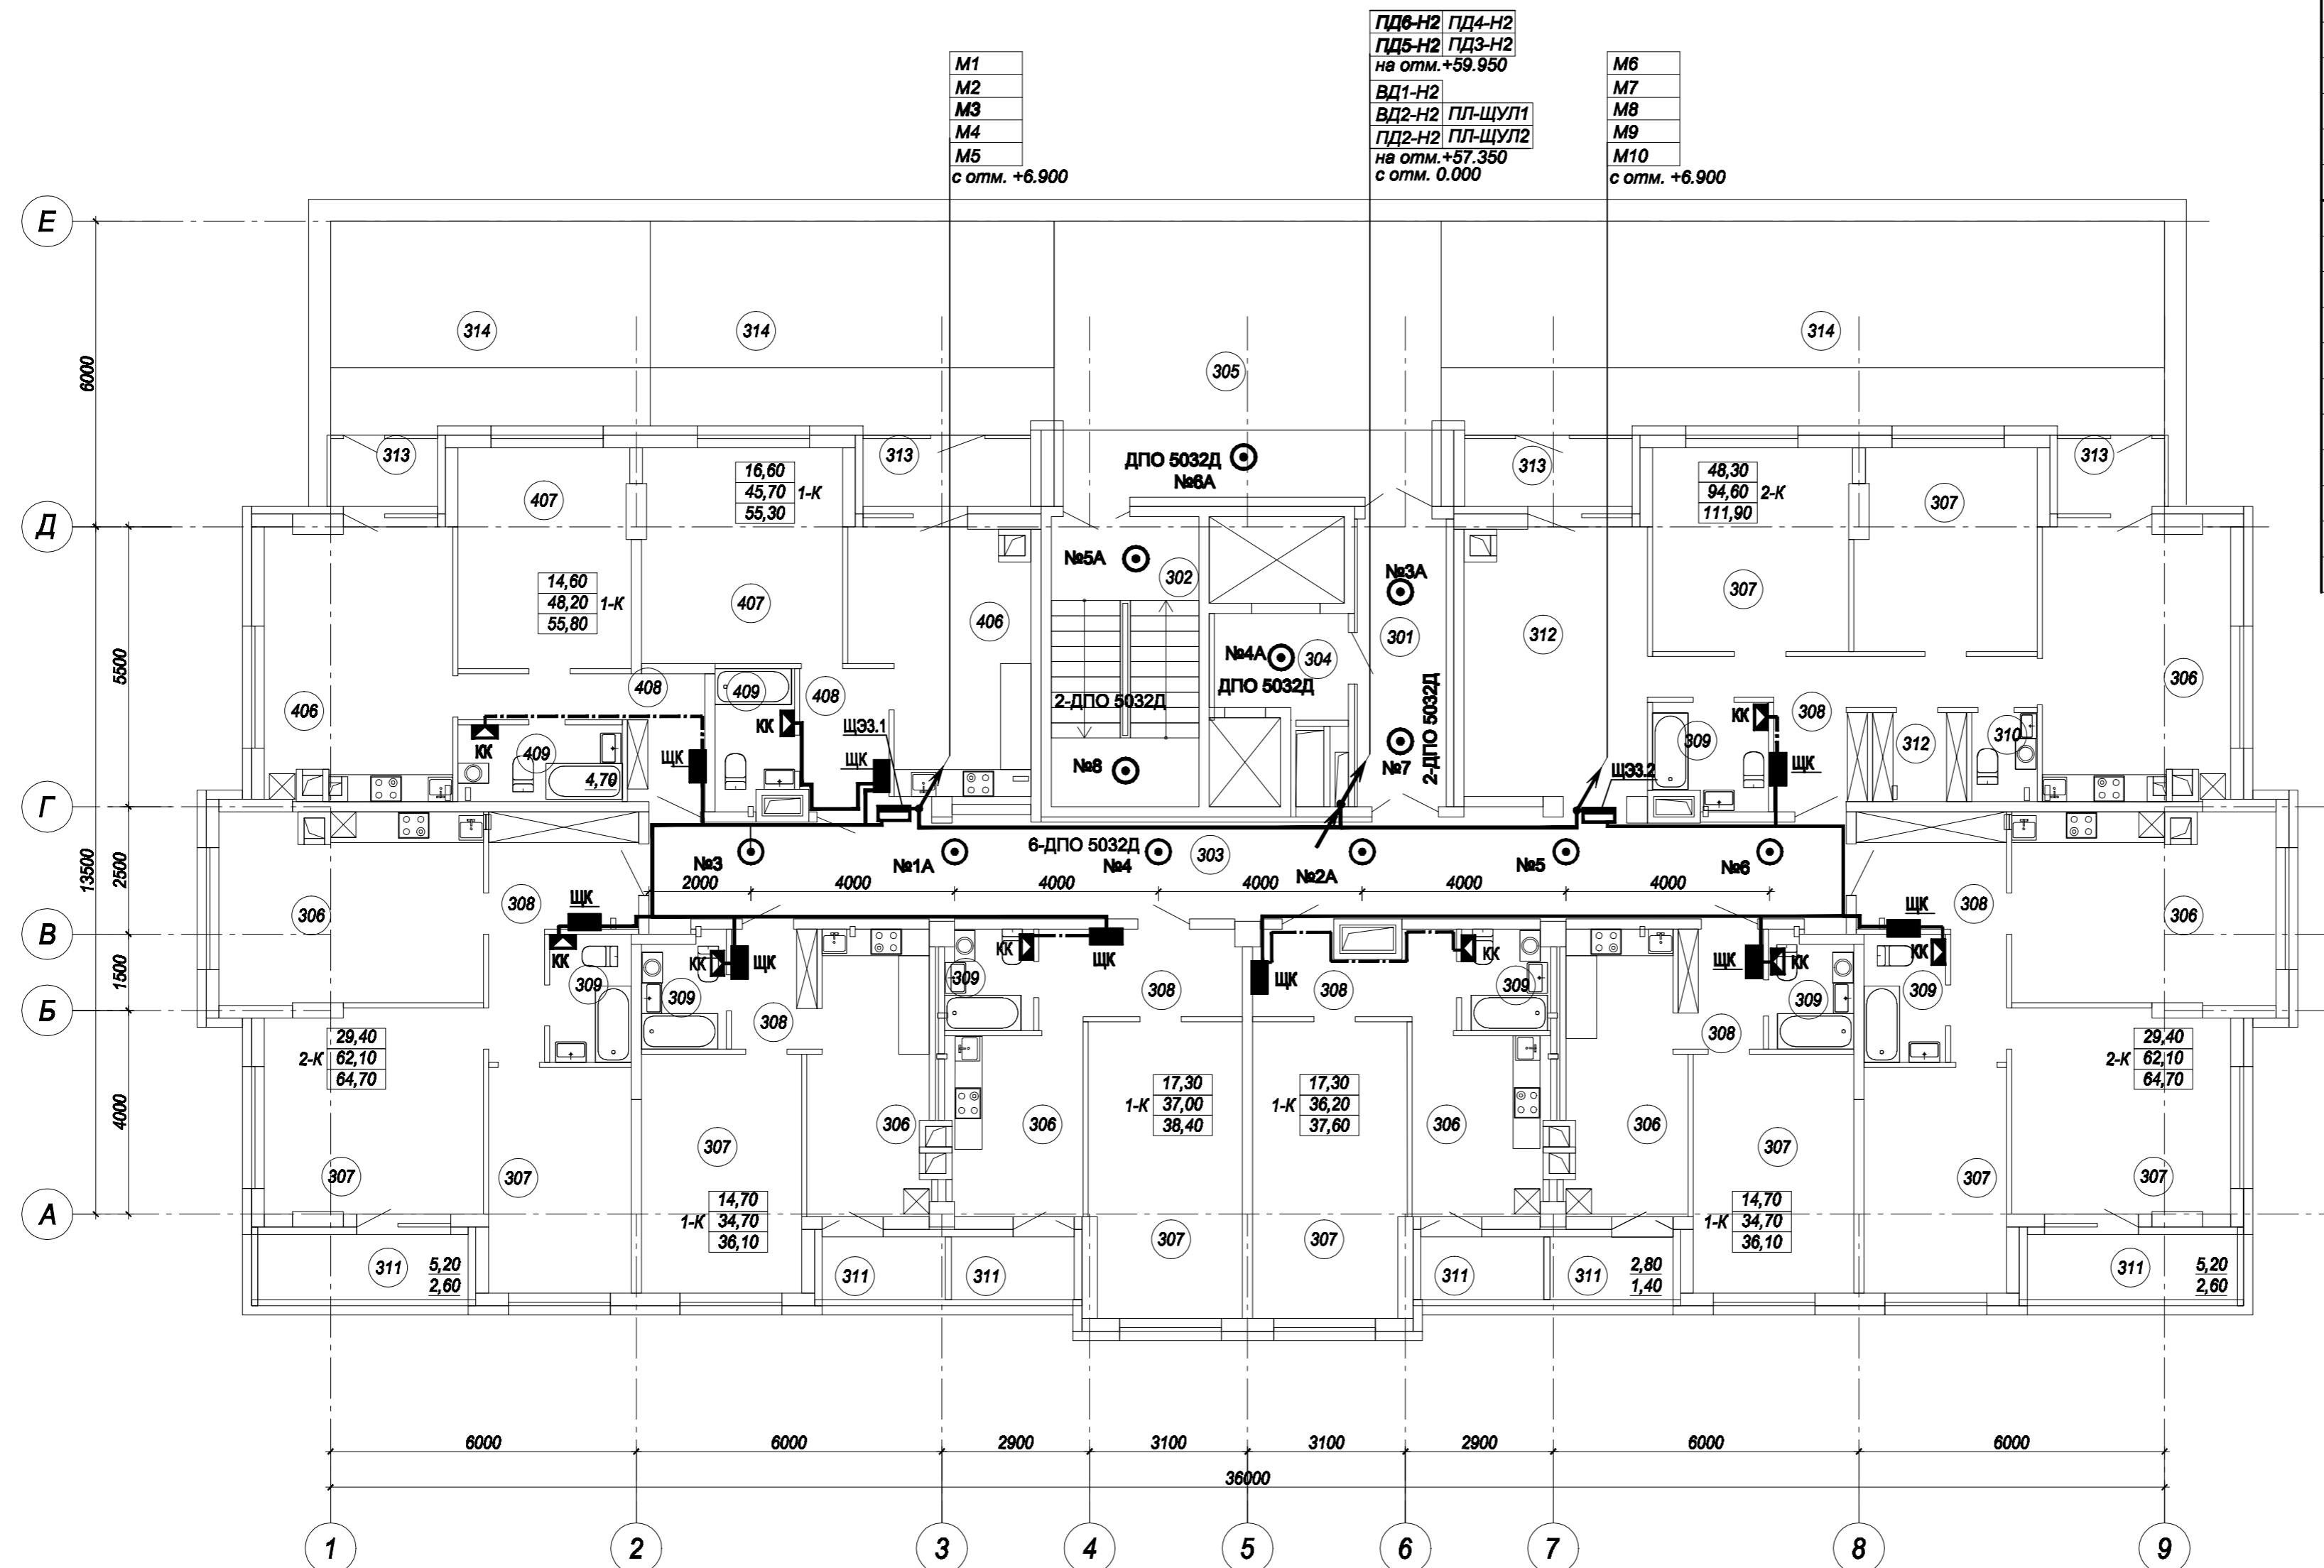 ПД6-Н2 ПД4-Н2
ПД5-Н2 ПД3-Н2
на отм.+59.950
ВД1-Н2
ВД2-Н2 ПЛ-ЩУЛ1
ПД2-Н2 ПЛ-ЩУЛ2
на отм.+57.350
с отм. 0.000
М1
М2
М3
М4
М5
с отм. +6.900
М6
М7
М8
М9
М10
с отм. +6.900
Е
314
314
305
314
6000
313
407
16,60
45,70 1-К
55,30
313
ДПО 5032Д
№6А
313
48,30
94,60 2-К
111,90
307
313
Д
14,60
48,20 1-К
55,80
407
406
№5А
302
№3А
301
304
№4А
ДПО 5032Д
2-ДПО 5032Д
2-ДПО 5032Д
312
307
306
5500
406
408
409
408
ЩЭ3.1
КК
КК
409
4,70
ЩК
ЩК
№8
№7
ЩЭ3.2
309
КК
308
ЩК
312
310
306
Г
13500
2500
№3
№1А
6-ДПО 5032Д
№4
303
№2А
№5
№6
2000
4000
4000
4000
4000
4000
306
308
ЩК
308
ЩК
306
В
1500
КК
309
КК
ЩК
309
308
КК
ЩК
309
308
ЩК
308
КК
309
ЩК
КК
309
308
КК
309
Б
4000
29,40
2-К 62,10
64,70
17,30
1-К 37,00
38,40
17,30
1-К 36,20
37,60
29,40
2-К 62,10
64,70
307
307
307
306
306
306
306
307
307
307
14,70
1-К 34,70
36,10
14,70
1-К 34,70
36,10
А
311
5,20
2,60
311
311
307
307
311
311
2,80
1,40
311
5,20
2,60
6000
6000
2900
3100
3100
2900
6000
6000
36000
1
2
3
4
5
6
7
8
9